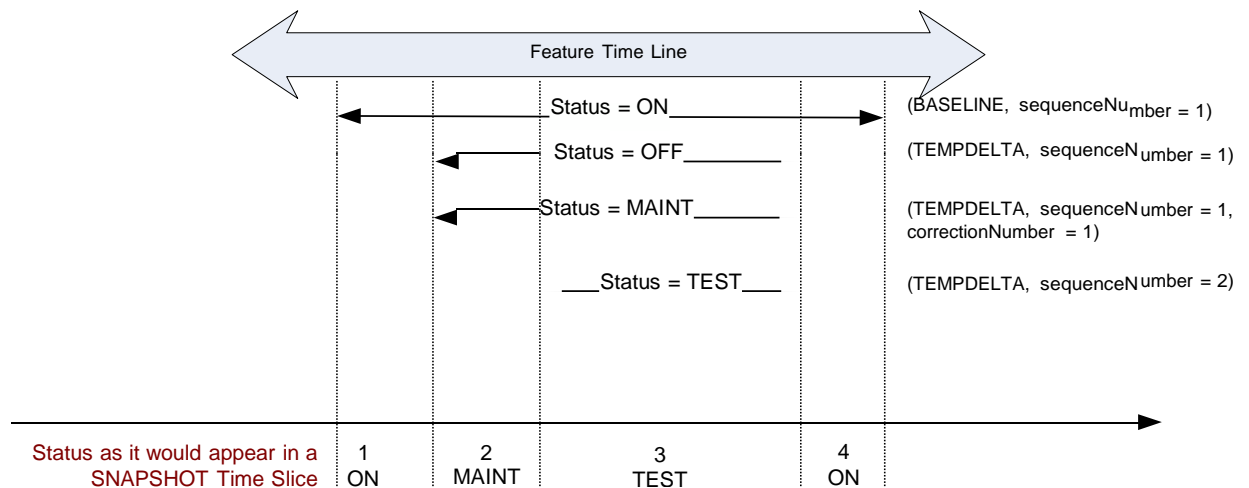 Feature Time Line
Status = ON
(BASELINE, sequenceNumber = 1)
Status = OFF
(TEMPDELTA, sequenceNumber = 1)
Status = MAINT
(TEMPDELTA, sequenceNumber = 1,
correctionNumber = 1)
Status = TEST
(TEMPDELTA, sequenceNumber = 2)
Status as it would appear in a
SNAPSHOT Time Slice
1
ON
2
MAINT
3
TEST
4
ON